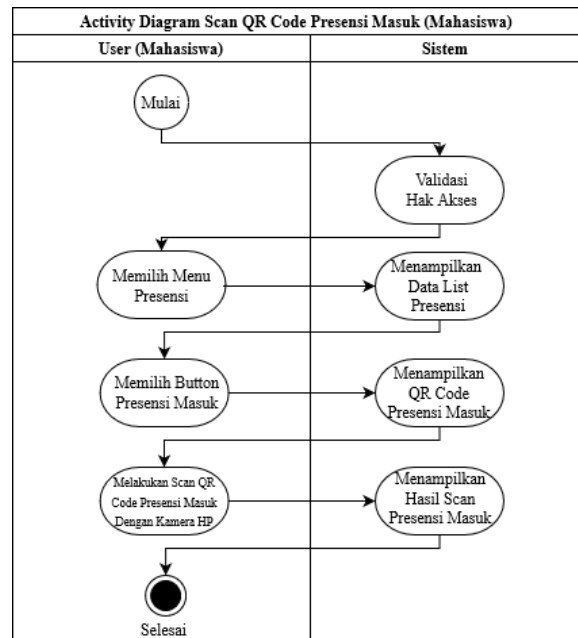 Activity Diagram Scan QR Code Presensi Masuk (Mahasiswa)
User (Mahasiswa)
Sistem
Mulai
Validasi
Hak Akses
Memilih Menu
Presensi
Menampilkan
Data List
Presensi
Memilih Button
Presensi Masuk
Menampilkan
QR Code
Presensi Masuk
Melakukan Scan QR
Code Presensi Masuk
Dengan Kamera HP
Menampilkan
Hasil Scan
Presensi Masuk
Selesai